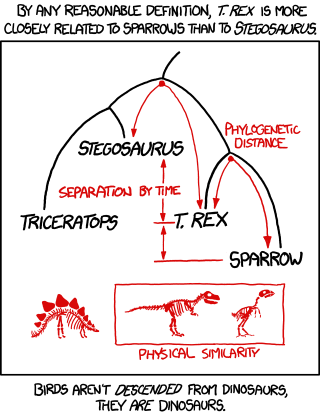 BY ANY REASONABLE DEFINITION, T. REX IS MORE
CLOSELY RELATED TO SPARROWS THAN TO STEGOSAURUS.
STEGOSAURUS
PHYLOGENETIC
DISTANCE
SEPARATION BY TIME
TRICERATOPS
T. REX
SPARROW
PHYSICAL SIMILARITY
BIRDS AREN'T DESCENDED FROM DINOSAURS,
THEY ARE DINOSAURS.